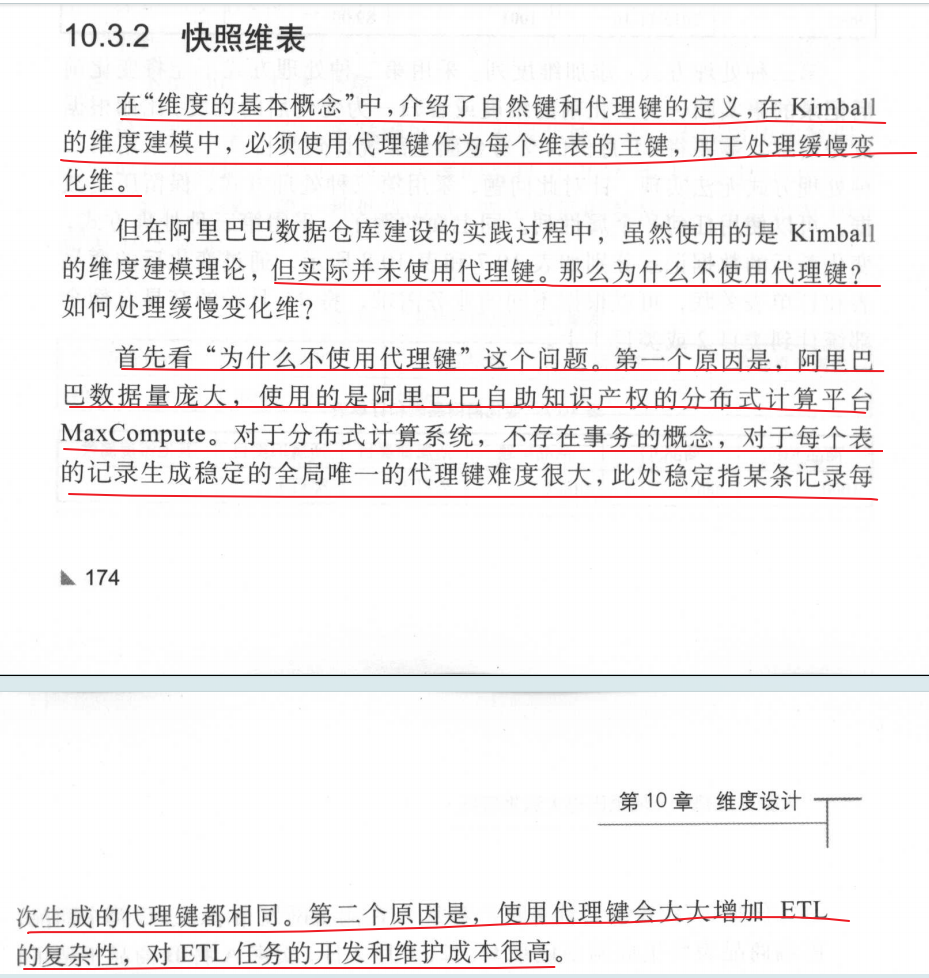 10.3.2 快照维表
在“维度的基本概念”中，介绍了自然键和代理键的定义，在 Kimball
的维度建模中，必须使用代理键作为每个维表的主键，用于处理缓慢变
化维。
但在阿里巴巴数据仓库建设的实践过程中，虽然使用的是 Kimball
的维度建模理论，但实际并未使用代理键。那么为什么不使用代理键？
如何处理缓慢变化维？
首先看“为什么不使用代理键”这个问题。第一个原因是，阿里巴
巴数据量庞大，使用的是阿里巴巴自助知识产权的分布式计算平台
MaxCompute。对于分布式计算系统，不存在事务的概念，对于每个表
的记录生成稳定的全局唯一的代理键难度很大，此处稳定指某条记录每
174
第 10 章 维度设计
次生成的代理键都相同。第二个原因是，使用代理键会大大增加 ETL
的复杂性，对 ETL 任务的开发和维护成本很高。